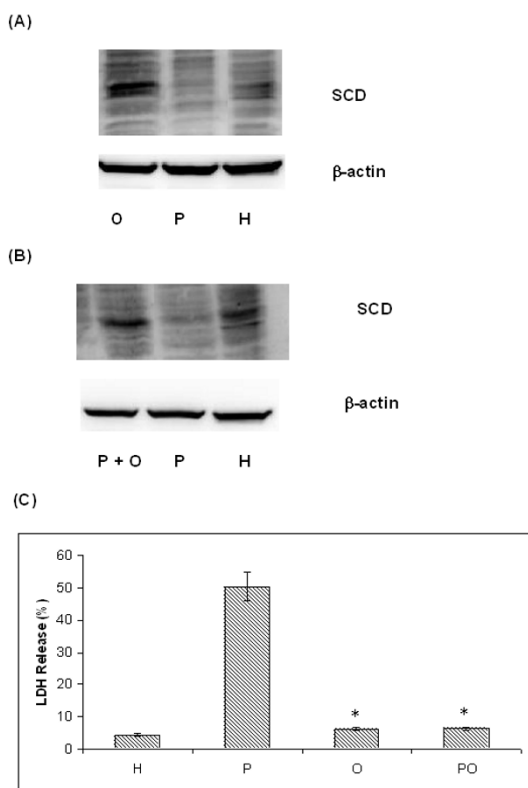 (A)
SCD
β-actin
O P H
(B)
SCD
β-actin
P + O P H
(C)
LDH Release (%)
60
50
40
30
20
10
0
* *
H P O PO